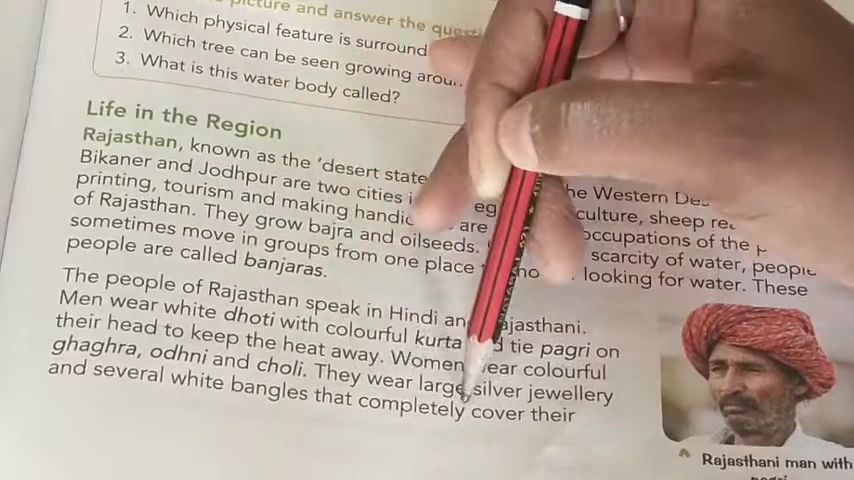 picture and answer the quest
1. Which physical feature is surround
2. Which tree can be seen growing arou
3. What is this water body called?
Life in the Region
Rajasthan, known as the 'desert state
Bikaner and Jodhpur are two cities the Western Des
printing, tourism and making handic are culture, sheep re
of Rajasthan. They grow bajra and oilseeds. occupations of the
sometimes move in groups from one place scarcity of water, people
people are called banjaras. looking for water. These
The people of Rajasthan speak in Hindi an ajasthani.
Men wear white dhoti with colourful kurta d tie pagri on
their head to keep the heat away. Women ear colourful
ghaghra, odhni and choli. They wear large silver jewellery
and several white bangles that completely cover their
Rajasthani man with
pagri